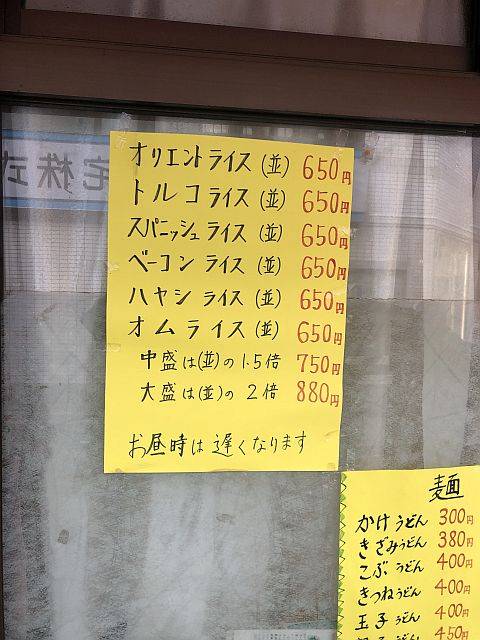 宅株式
オリエントライス(並) 650円
トルコライス(並) 650円
スパニッシュライス(並) 650円
ベーコンライス(並) 650円
ハヤシライス(並) 650円
オムライス(並) 650円
中盛は(並)の1.5倍 750円
大盛は(並)の2倍 880円
お昼時は遅くなります
麺
かけうどん 300円
きざみうどん 380円
こぶうどん 400円
きつねうどん 400円
玉子うどん 400円
450円